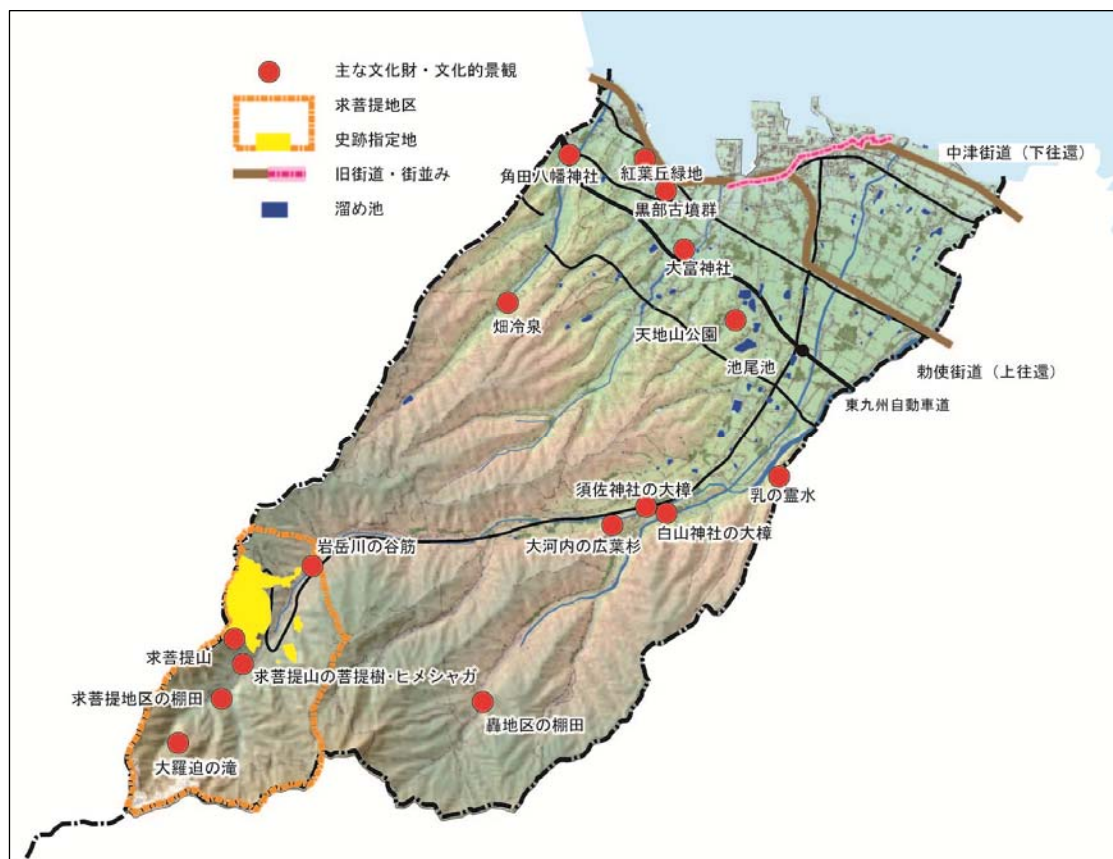 主な文化財・文化的景観
求菩提地区
史跡指定地
旧街道・街並み
溜め池
中津街道（下往還）
角田八幡神社
紅葉丘緑地
黒部古墳群
大富神社
畑冷泉
天地山公園
池尾池
勅使街道（上往還）
東九州自動車道
乳の霊水
須佐神社の大樟
白山神社の大樟
大河内の広葉杉
岩岳川の谷筋
求菩提山
求菩提山の菩提樹・ヒメシャガ
求菩提地区の棚田
轟地区の棚田
大羅迫の滝